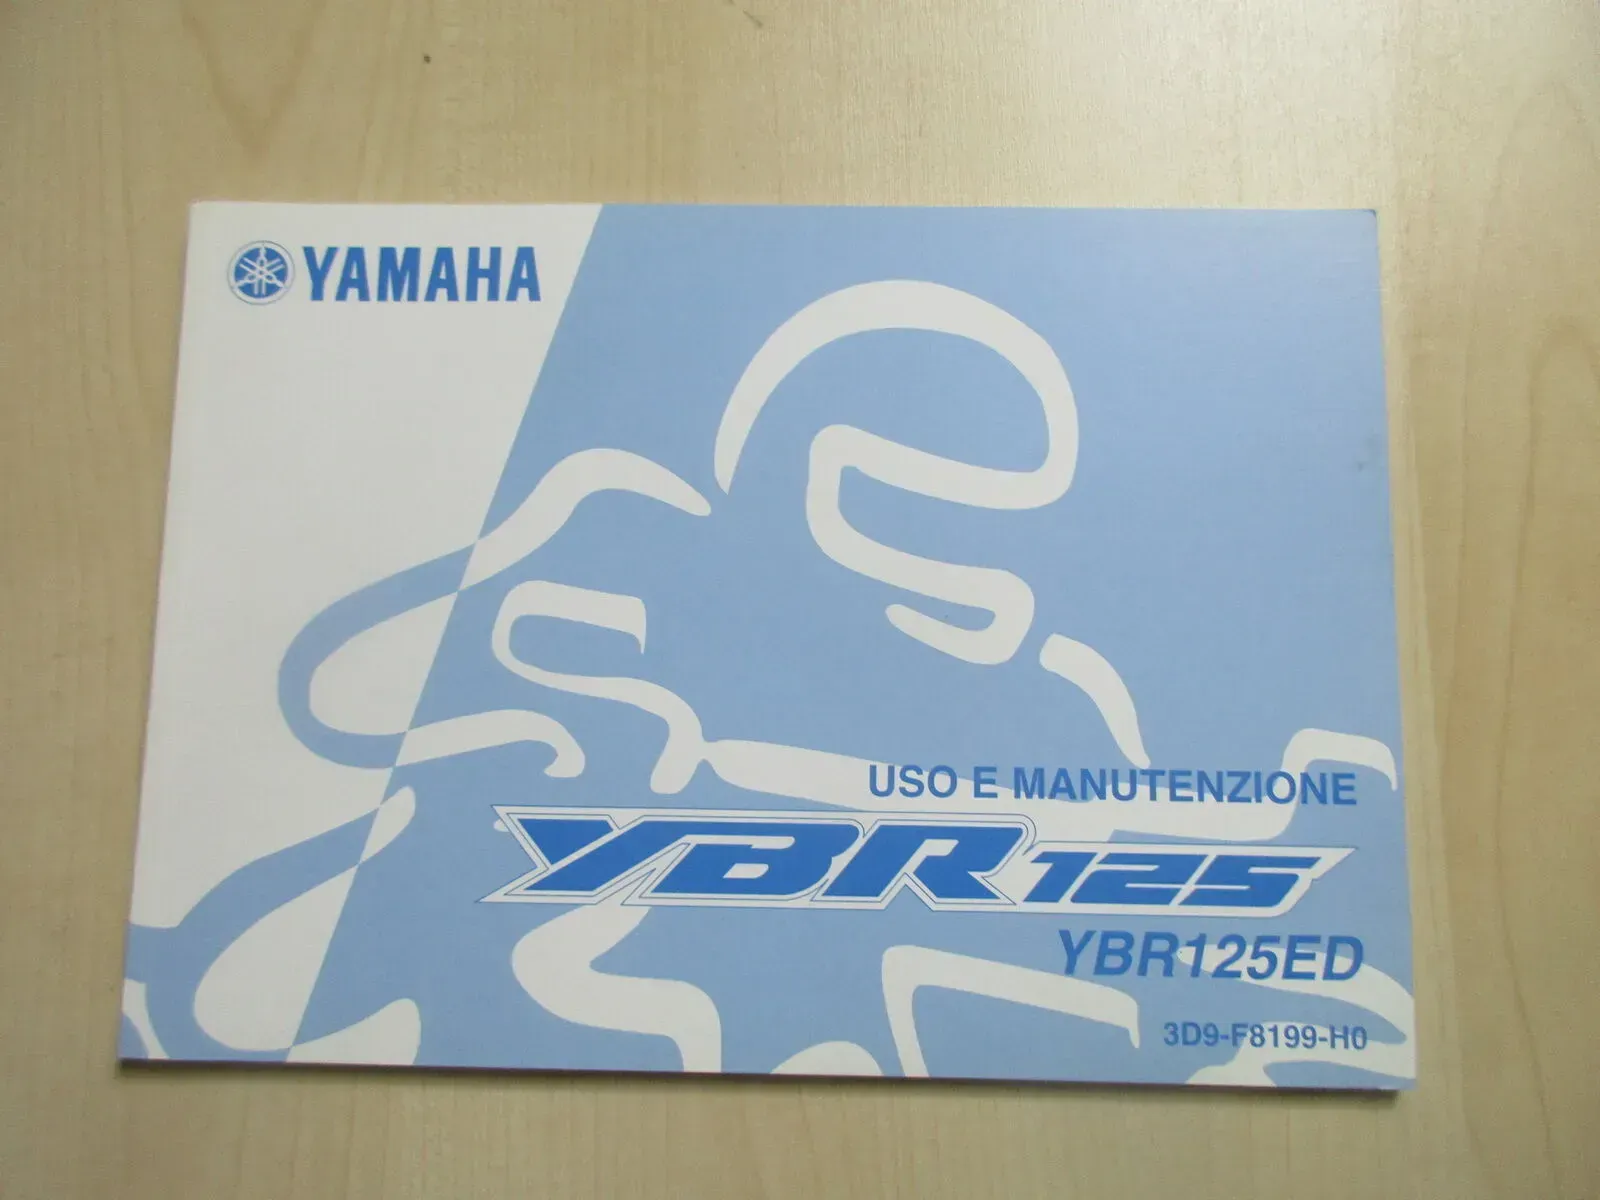 YAMAHA
USO E MANUTENZIONE
YBR125
YBR125ED
3D9-F8199-H0